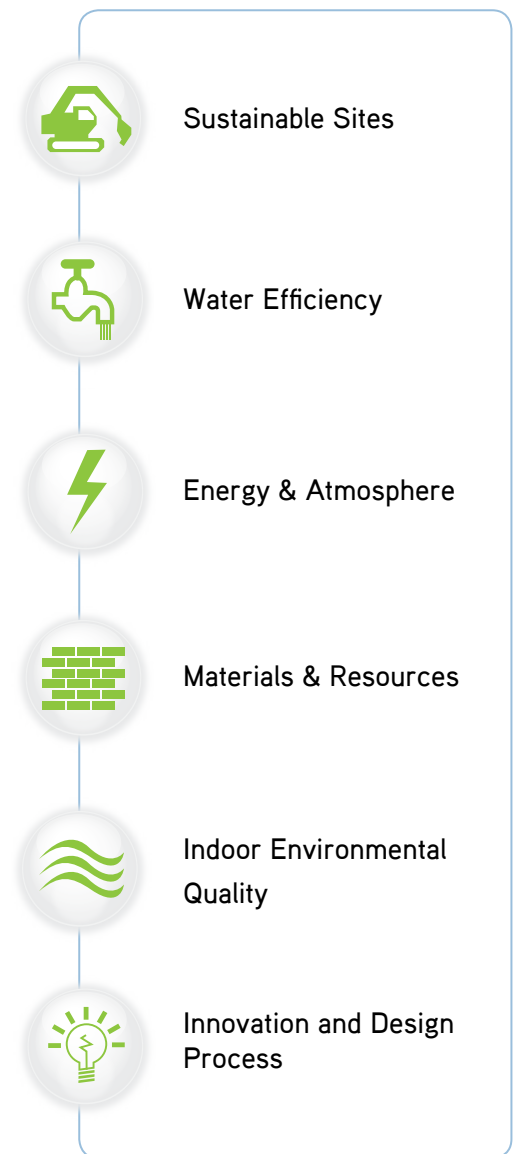 Sustainable Sites
Water Efficiency
Energy & Atmosphere
Materials & Resources
Indoor Environmental
Quality
Innovation and Design
Process